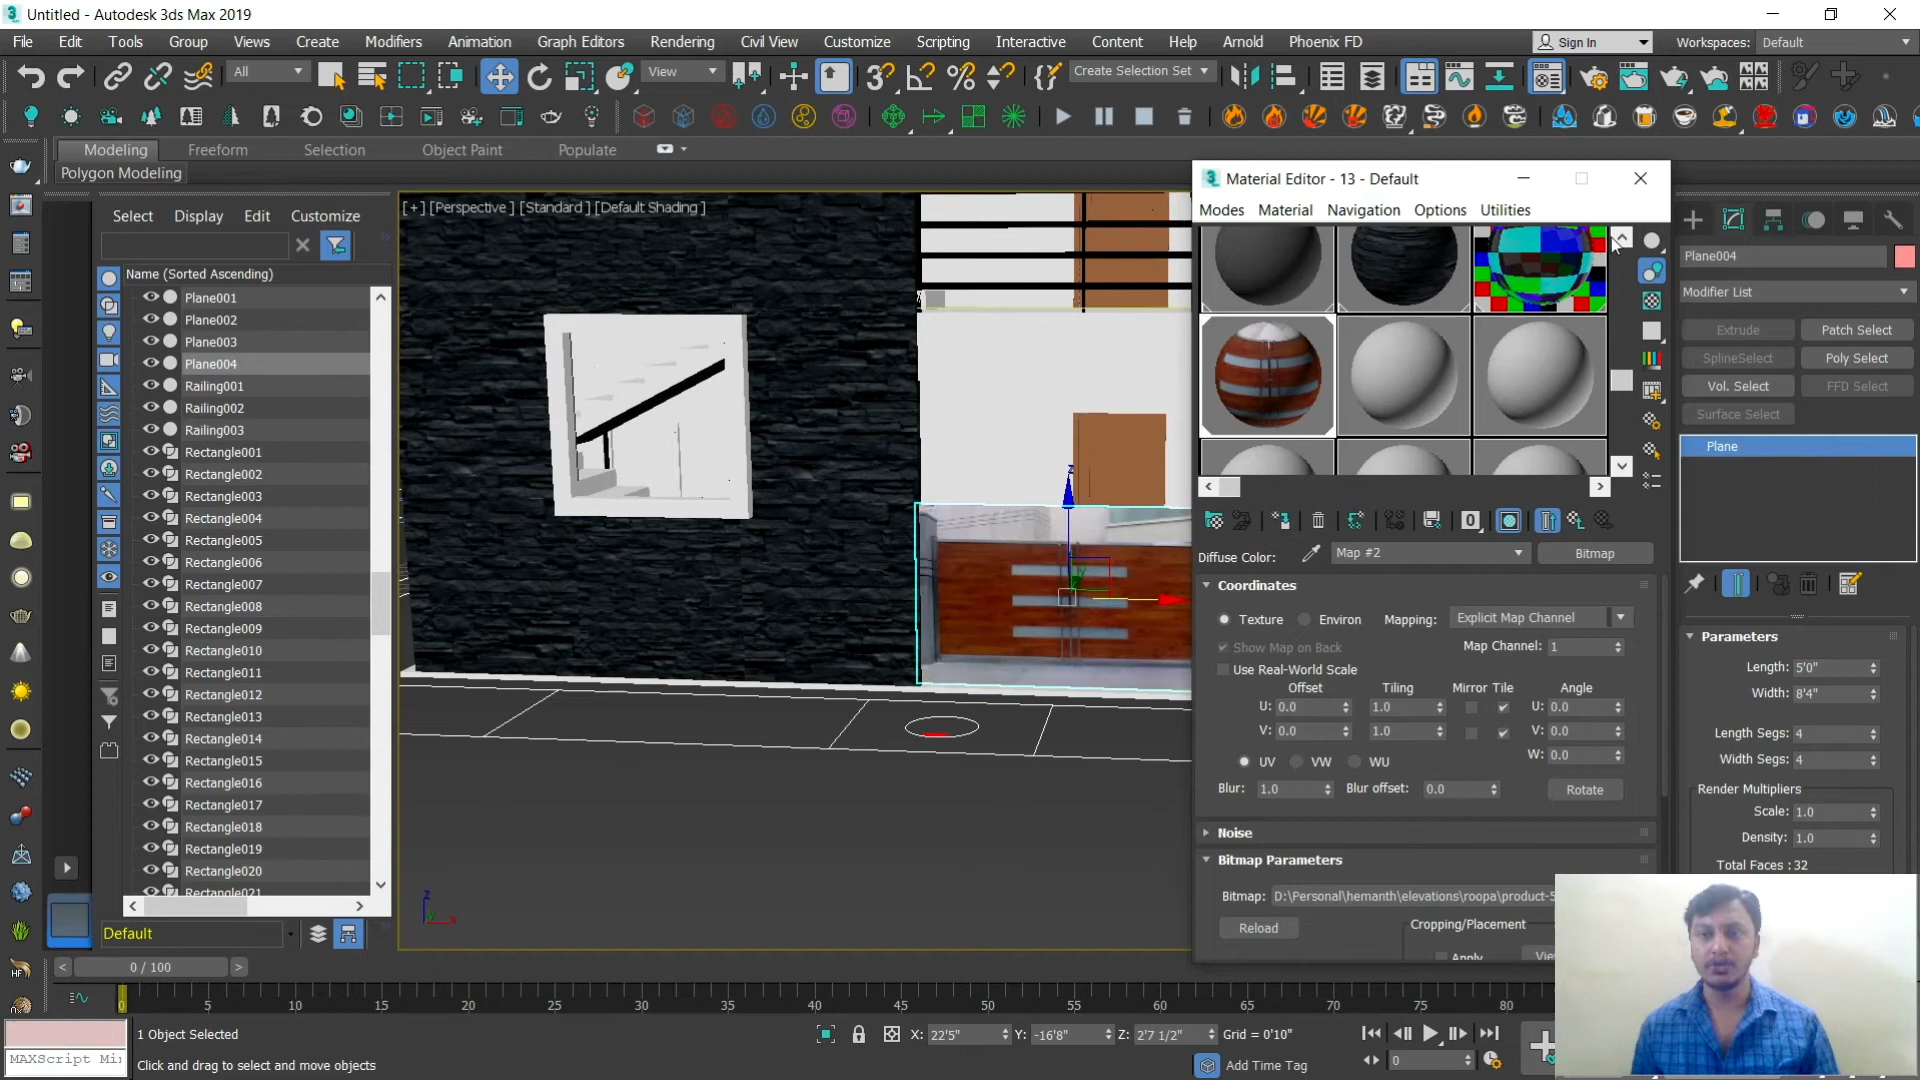 Untitled - Autodesk 3ds Max 2019
File Edit Tools Group Views Create Modifiers Animation Graph Editors Rendering Civil View Customize Scripting Interactive Content Help Arnold Phoenix FD Sign In Workspaces: Default
All View Create Selection Set
Modeling Freeform Selection Object Paint Populate
Polygon Modeling
Select Display Edit Customize
Name (Sorted Ascending)
Plane001
Plane002
Plane003
Plane004
Railing001
Railing002
Railing003
Rectangle001
Rectangle002
Rectangle003
Rectangle004
Rectangle005
Rectangle006
Rectangle007
Rectangle008
Rectangle009
Rectangle010
Rectangle011
Rectangle012
Rectangle013
Rectangle014
Rectangle015
Rectangle016
Rectangle017
Rectangle018
Rectangle019
Rectangle020
Rectangle021
Default
[+] [Perspective ] [Standard ] [Default Shading ]
z
y
x
z
y
Material Editor - 13 - Default
Modes Material Navigation Options Utilities
Diffuse Color: Map #2 Bitmap
Coordinates
Texture Environ Mapping: Explicit Map Channel
Show Map on Back Map Channel: 1
Use Real-World Scale
Offset Tiling Mirror Tile Angle
U: 0.0 1.0 U: 0.0
V: 0.0 1.0 V: 0.0
UV VW WU W: 0.0
Blur: 1.0 Blur offset: 0.0 Rotate
Noise
Bitmap Parameters
Bitmap: D:\Personal\hemanth\elevations\roopa\product-5
Reload Cropping/Placement
Apply
Plane004
Modifier List
Extrude Patch Select
SplineSelect Poly Select
Vol. Select FFD Select
Surface Select
Plane
Parameters
Length: 5'0"
Width: 8'4"
Length Segs: 4
Width Segs: 4
Render Multipliers
Scale: 1.0
Density: 1.0
Total Faces : 32
< 0 / 100 >
0 5 10 15 20 25 30 35 40 45 50 55 60 65 70 75 80
1 Object Selected X: 22'5" Y: -16'8" Z: 2'7 1/2" Grid = 0'10"
MAXScript Mi Click and drag to select and move objects Add Time Tag 0